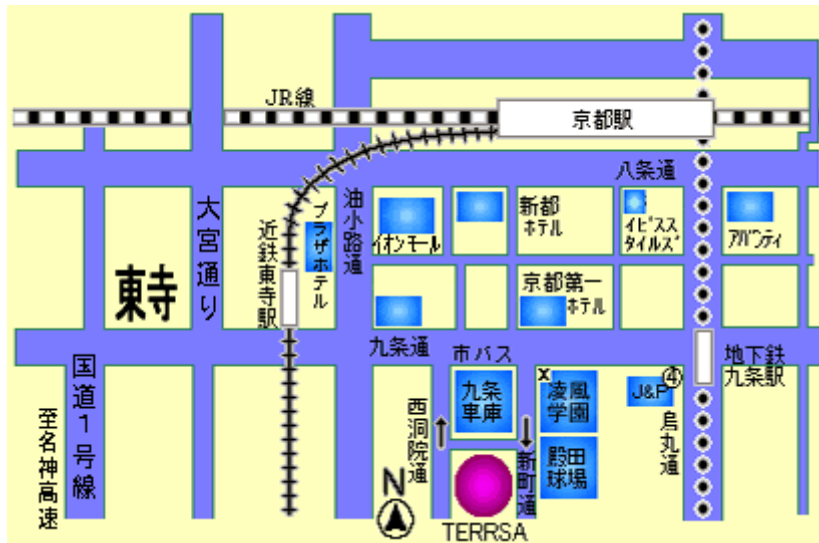 JR線
京都駅
八条通
大宮通り
近鉄東寺駅
プラザホテル
油小路通
イオンモール
新都
ホテル
イビスス
タイルズ
アバンティ
東寺
京都第一
ホテル
九条通
市バス
地下鉄
九条駅
国道1号線
至名神高速
西洞院通
九条
車庫
x
凌風
学園
J&P
④
烏丸通
新町通
殿田
球場
N
TERRSA